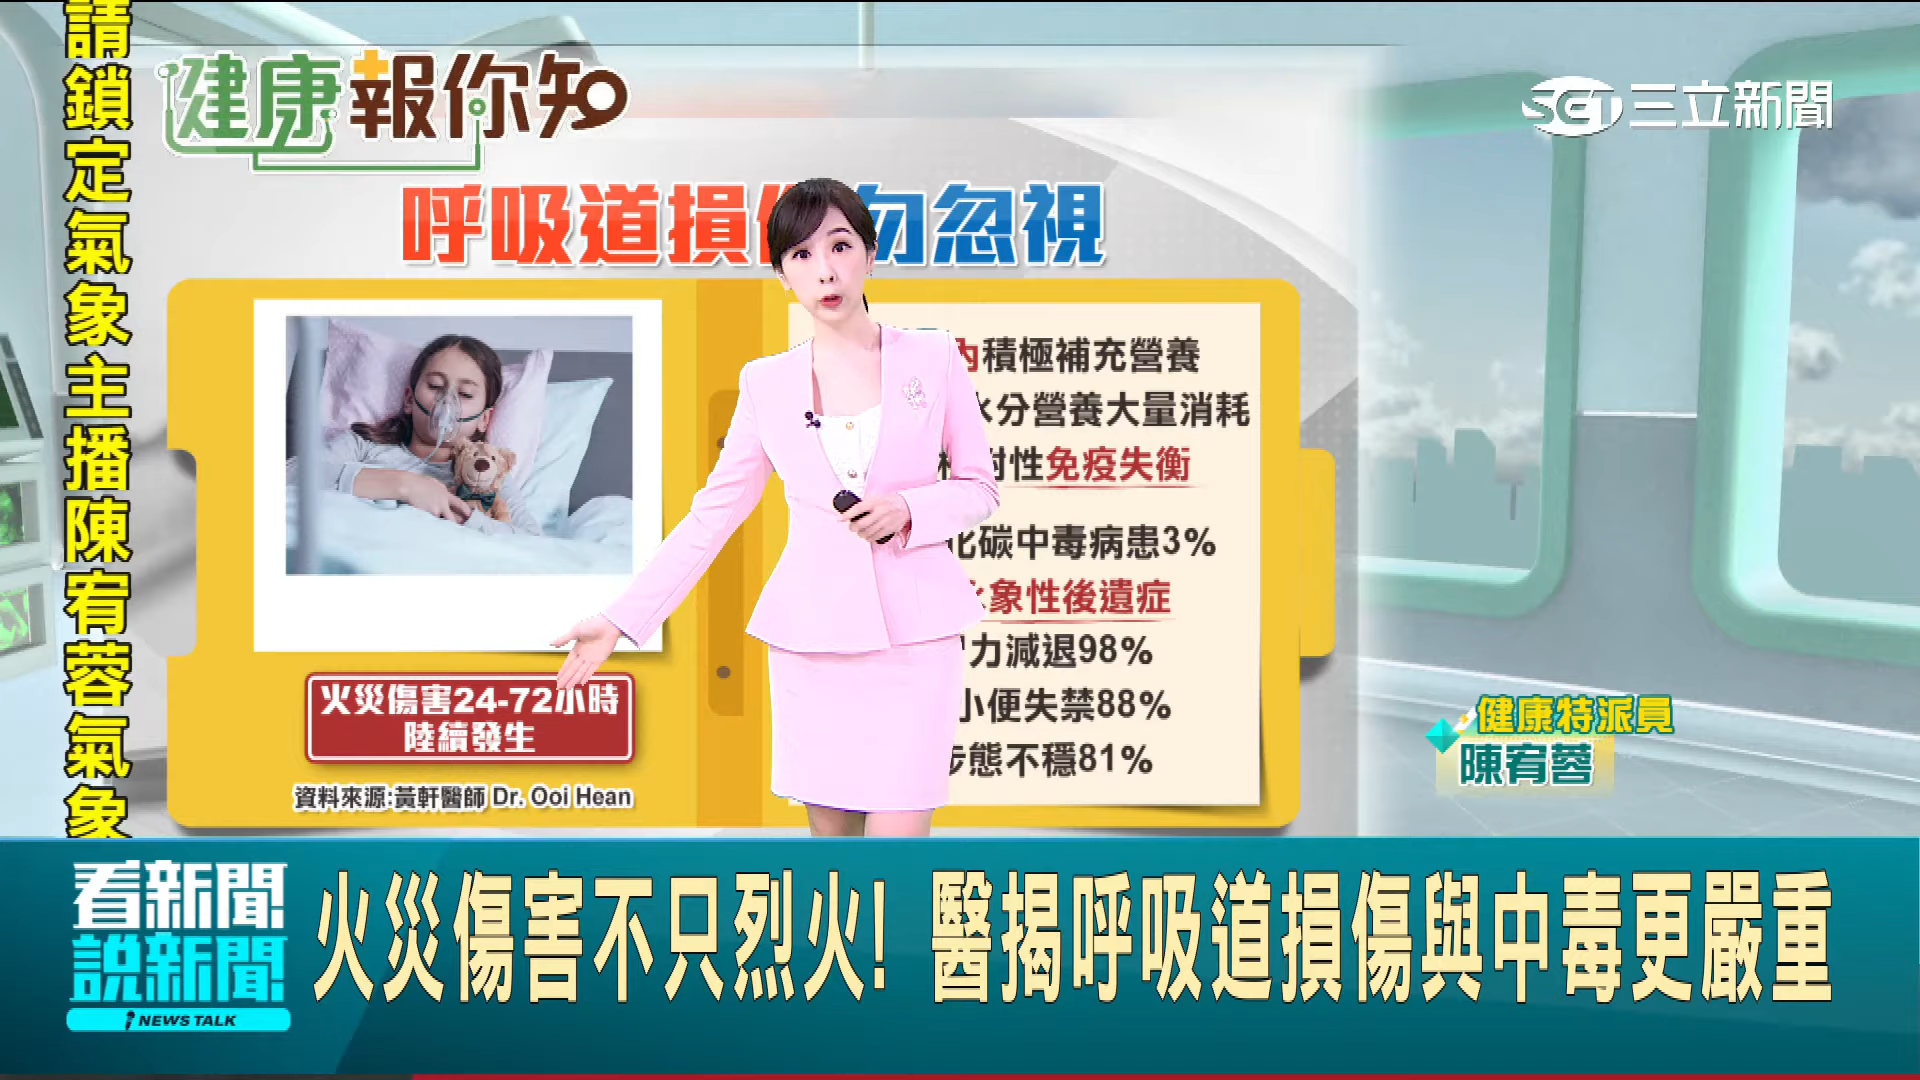 請鎖定氣象主播陳宥蓉氣象
健康報你知
SET三立新聞
呼吸道損傷勿忽視
內積極補充營養
水分營養大量消耗
性免疫失衡
化碳中毒病患3%
象性後遺症
力減退98%
小便失禁88%
步態不穩81%
火災傷害24-72小時
陸續發生
資料來源:黃軒醫師 Dr. Ooi Hean
健康特派員
陳宥蓉
看新聞
說新聞
NEWS TALK
火災傷害不只烈火! 醫揭呼吸道損傷與中毒更嚴重